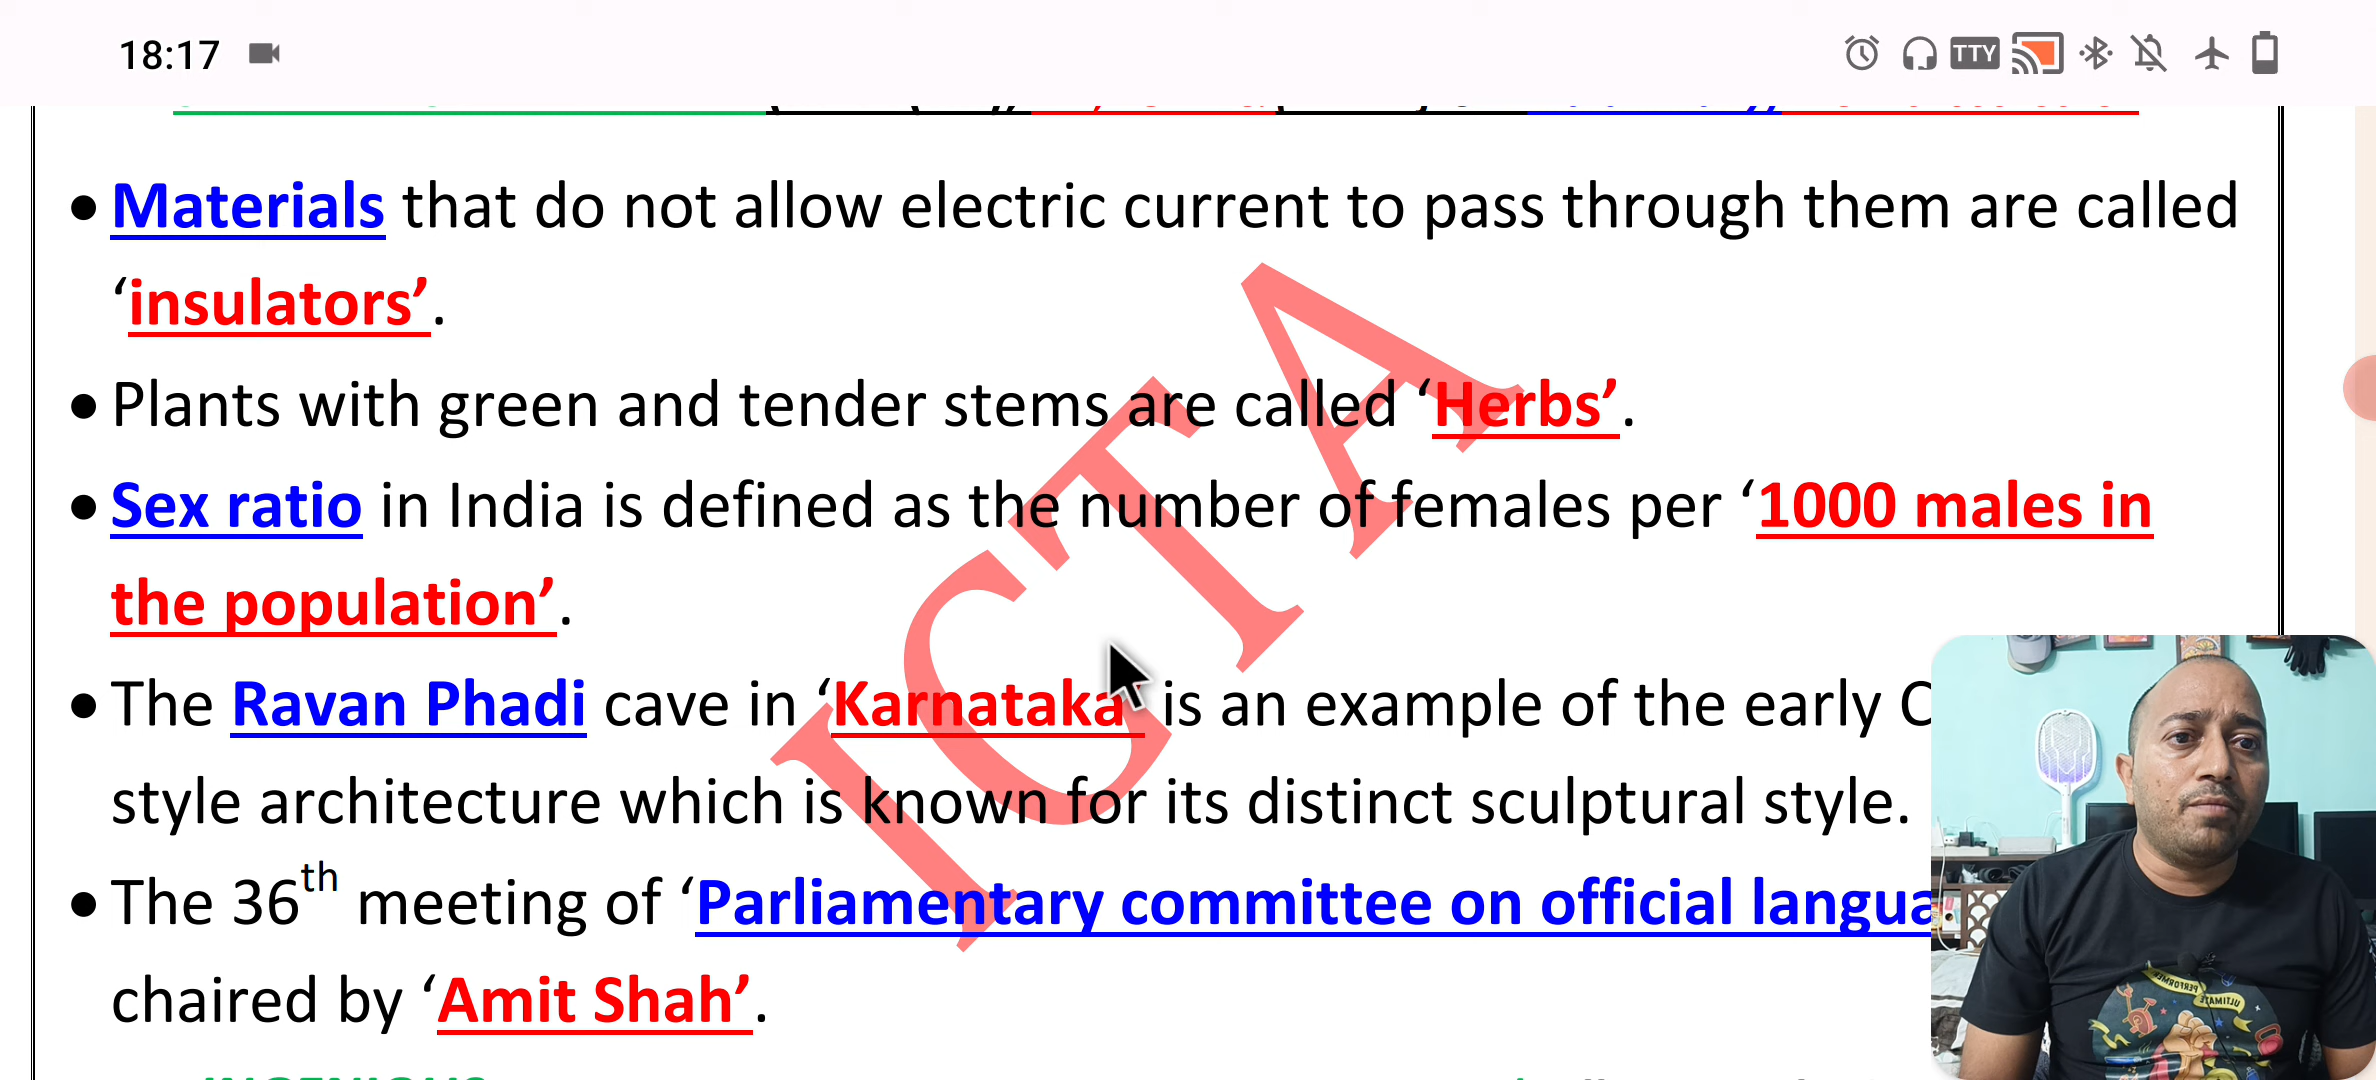 18:17 TTY
• Materials that do not allow electric current to pass through them are called
‘insulators’.
• Plants with green and tender stems are called ‘Herbs’.
• Sex ratio in India is defined as the number of females per ‘1000 males in
the population’.
• The Ravan Phadi cave in ‘Karnataka’ is an example of the early C
style architecture which is known for its distinct sculptural style.
• The 36th meeting of ‘Parliamentary committee on official langua
chaired by ‘Amit Shah’.
ICTA